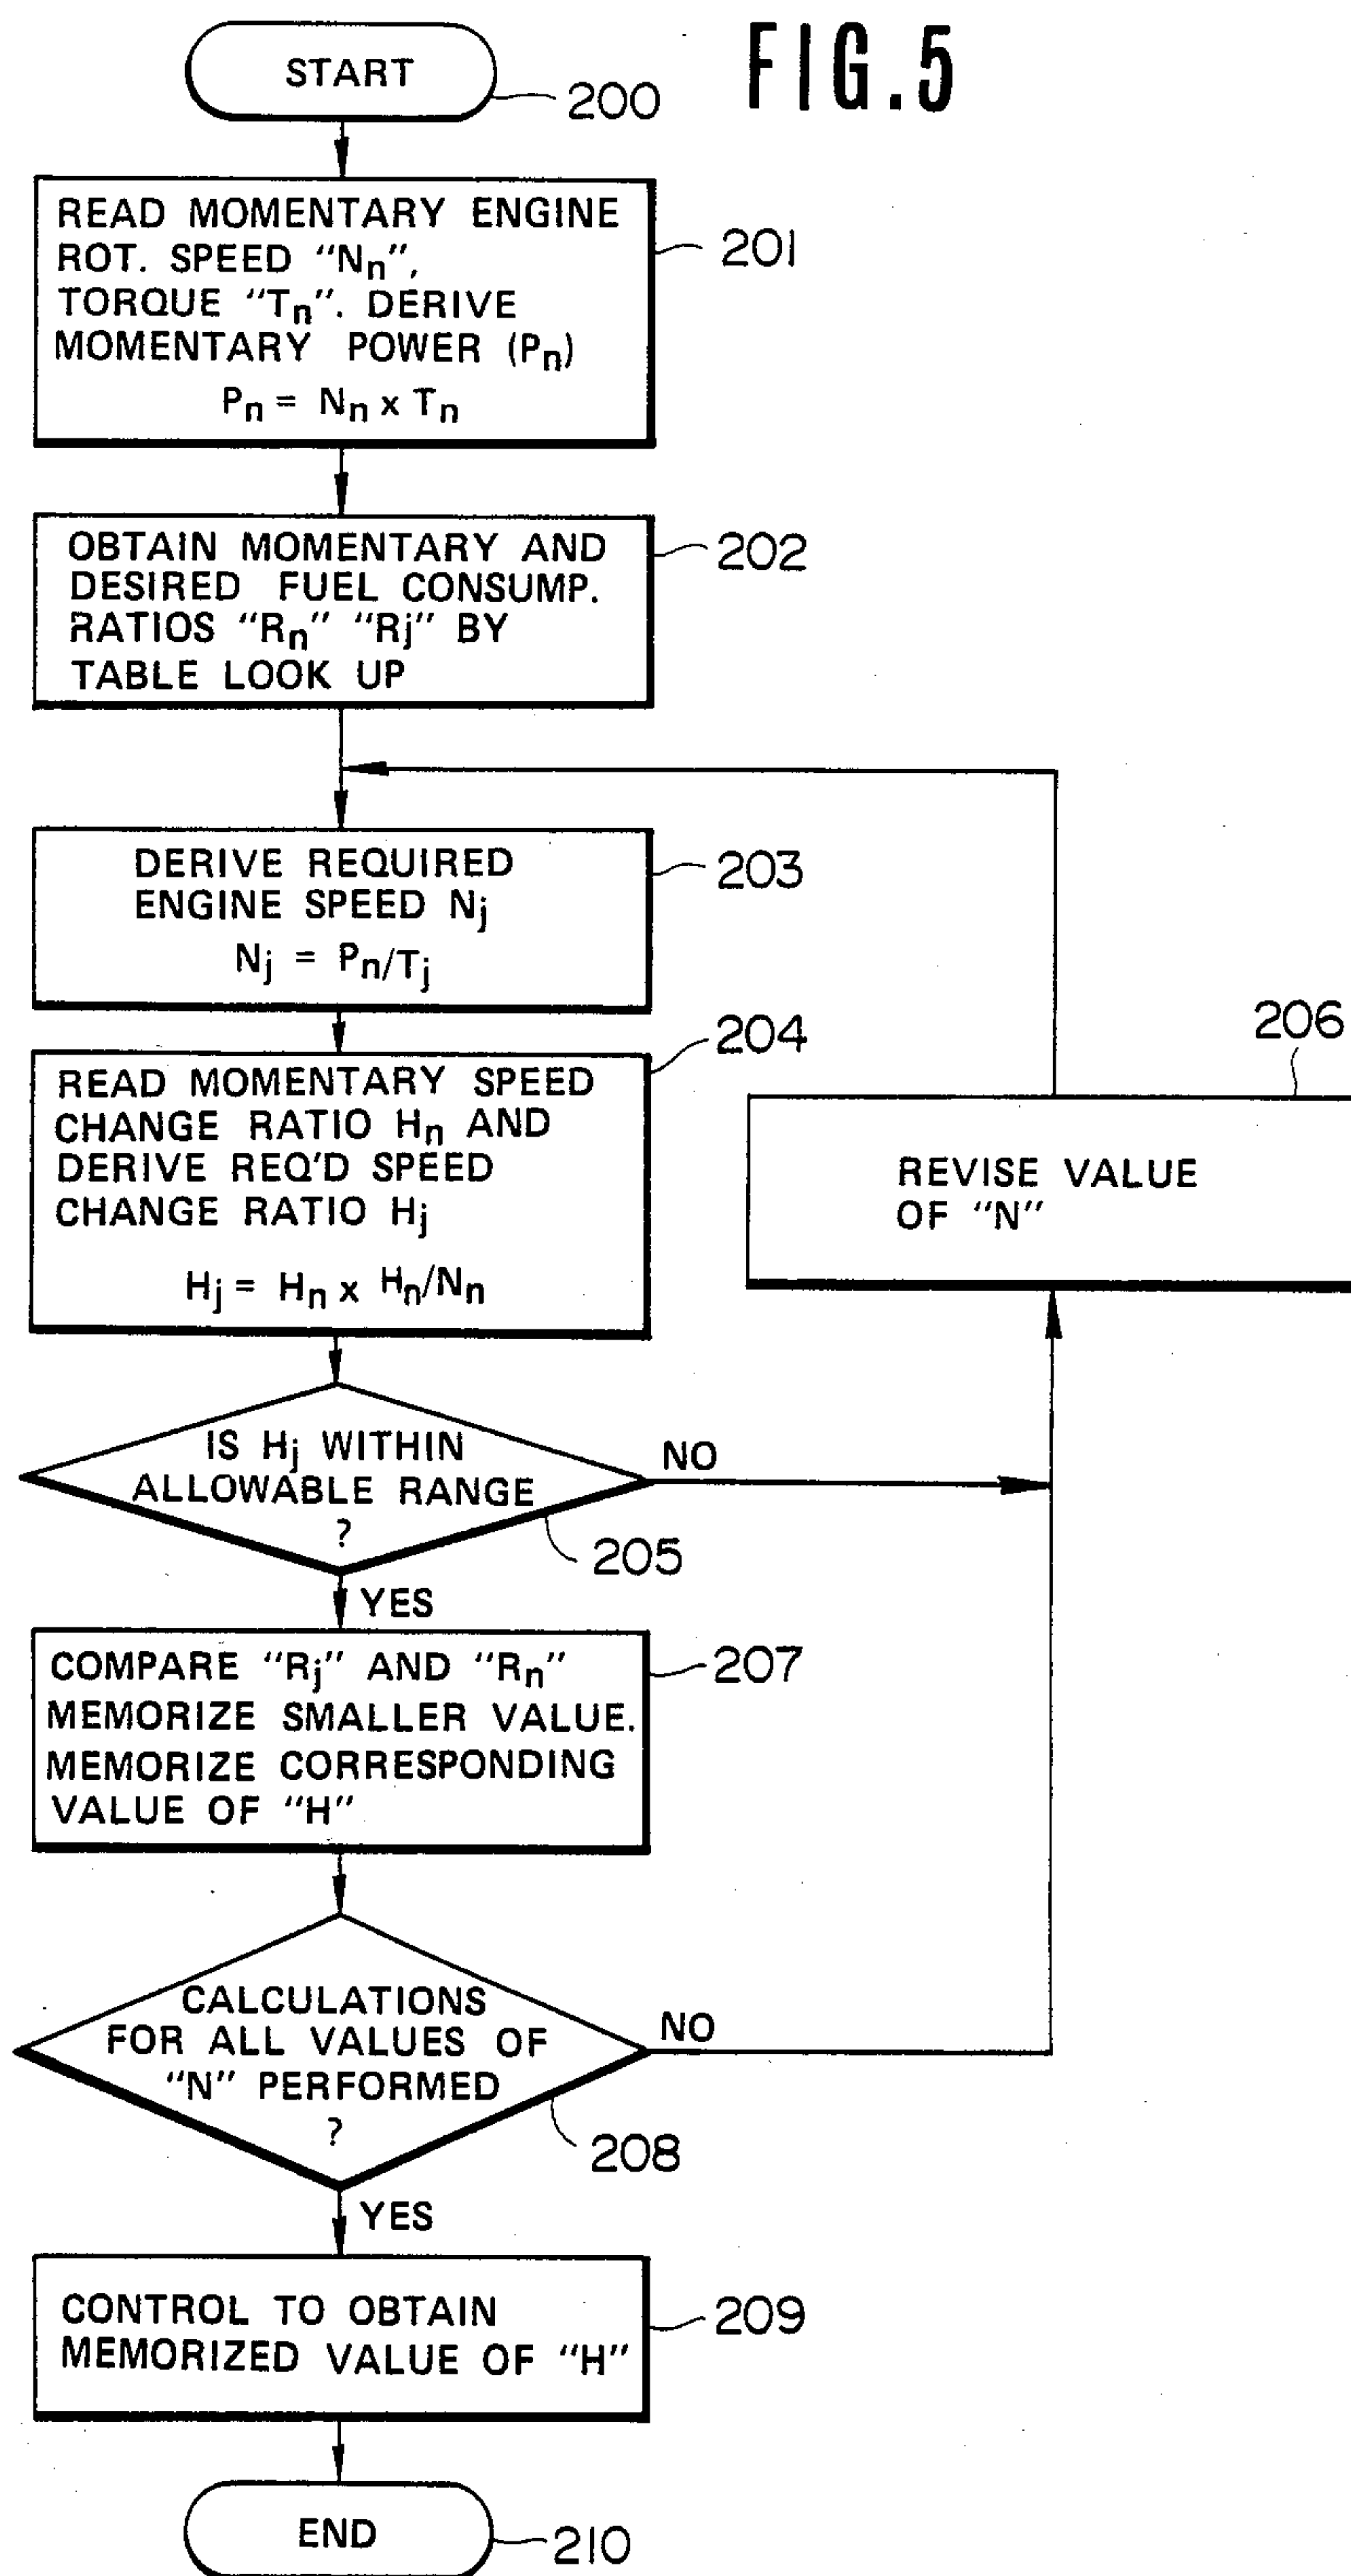 FIG.5
START
200
READ MOMENTARY ENGINE
ROT. SPEED "Nn",
TORQUE "Tn". DERIVE
MOMENTARY POWER (Pn)
Pn = Nn x Tn
201
OBTAIN MOMENTARY AND
DESIRED FUEL CONSUMP.
RATIOS "Rn" "Rj" BY
TABLE LOOK UP
202
DERIVE REQUIRED
ENGINE SPEED Nj
Nj = Pn/Tj
203
READ MOMENTARY SPEED
CHANGE RATIO Hn AND
DERIVE REQ'D SPEED
CHANGE RATIO Hj
Hj = Hn x Hn/Nn
204
206
REVISE VALUE
OF "N"
IS Hj WITHIN
ALLOWABLE RANGE
?
NO
205
YES
COMPARE "Rj" AND "Rn"
MEMORIZE SMALLER VALUE.
MEMORIZE CORRESPONDING
VALUE OF "H"
207
CALCULATIONS
FOR ALL VALUES OF
"N" PERFORMED
?
NO
208
YES
CONTROL TO OBTAIN
MEMORIZED VALUE OF "H"
209
END
210